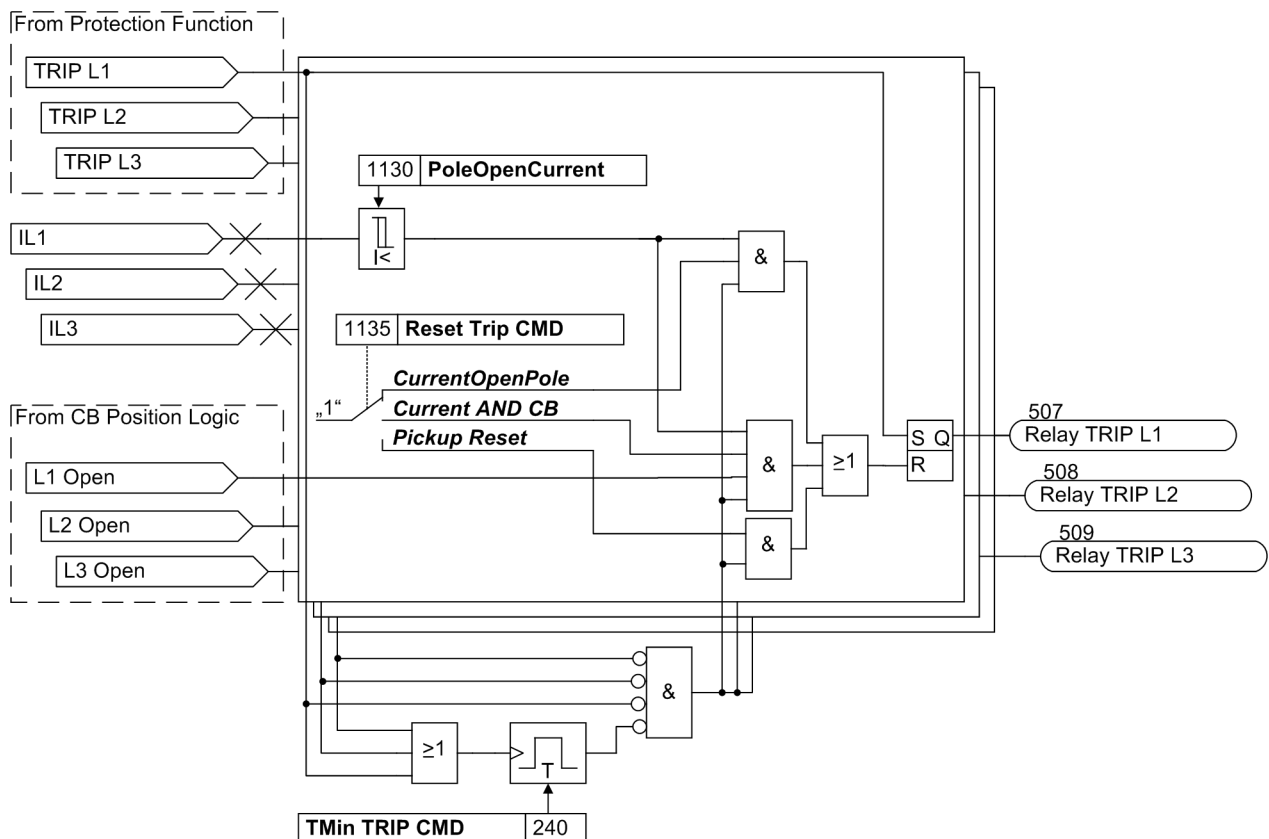 From Protection Function
TRIP L1
TRIP L2
TRIP L3
1130 PoleOpenCurrent
IL1
I<
&
IL2
IL3
1135 Reset Trip CMD
CurrentOpenPole
„1“
Current AND CB
Pickup Reset
From CB Position Logic
L1 Open
L2 Open
L3 Open
&
≥1
&
S Q
R
507
Relay TRIP L1
508
Relay TRIP L2
509
Relay TRIP L3
&
≥1
T
TMin TRIP CMD 240